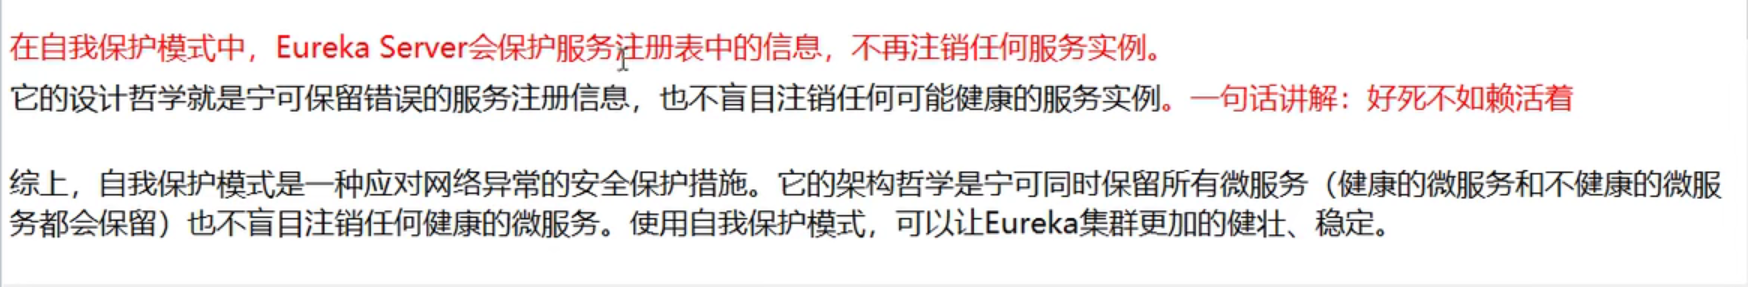 在自我保护模式中，Eureka Server会保护服务注册表中的信息，不再注销任何服务实例。
它的设计哲学就是宁可保留错误的服务注册信息，也不盲目注销任何可能健康的服务实例。一句话讲解：好死不如赖活着
综上，自我保护模式是一种应对网络异常的安全保护措施。它的架构哲学是宁可同时保留所有微服务（健康的微服务和不健康的微服
务都会保留）也不盲目注销任何健康的微服务。使用自我保护模式，可以让Eureka集群更加的健壮、稳定。